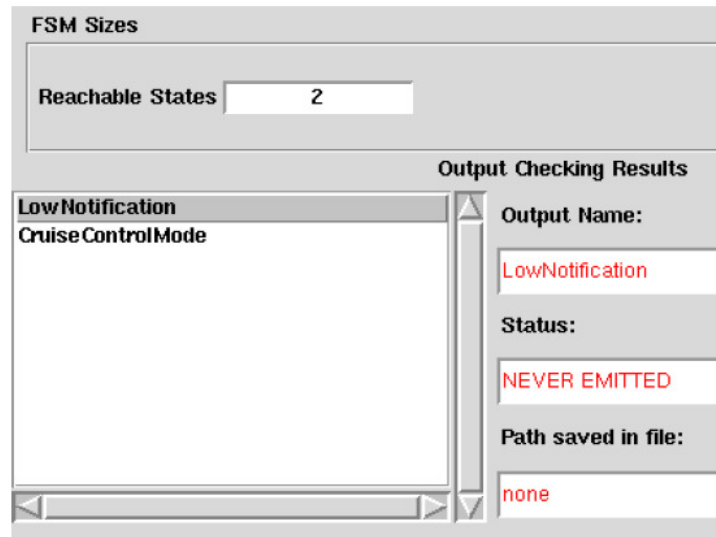 FSM Sizes
Reachable States 2
Output Checking Results
LowNotification
CruiseControlMode
Output Name:
LowNotification
Status:
NEVER EMITTED
Path saved in file:
none